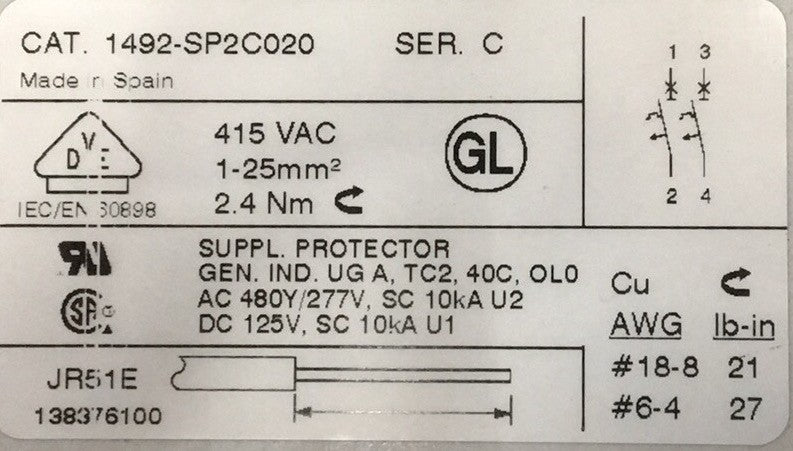 CAT. 1492-SP2C020 SER. C
Made in Spain
1 3
2 4
DVE
IEC/EN 60898
415 VAC
1-25mm²
2.4 Nm
GL
SUPPL. PROTECTOR
GEN. IND. UG A, TC2, 40C, OL0
AC 480Y/277V, SC 10kA U2
DC 125V, SC 10kA U1
SA
Cu
AWG lb-in
#18-8 21
#6-4 27
JR51E
138376100